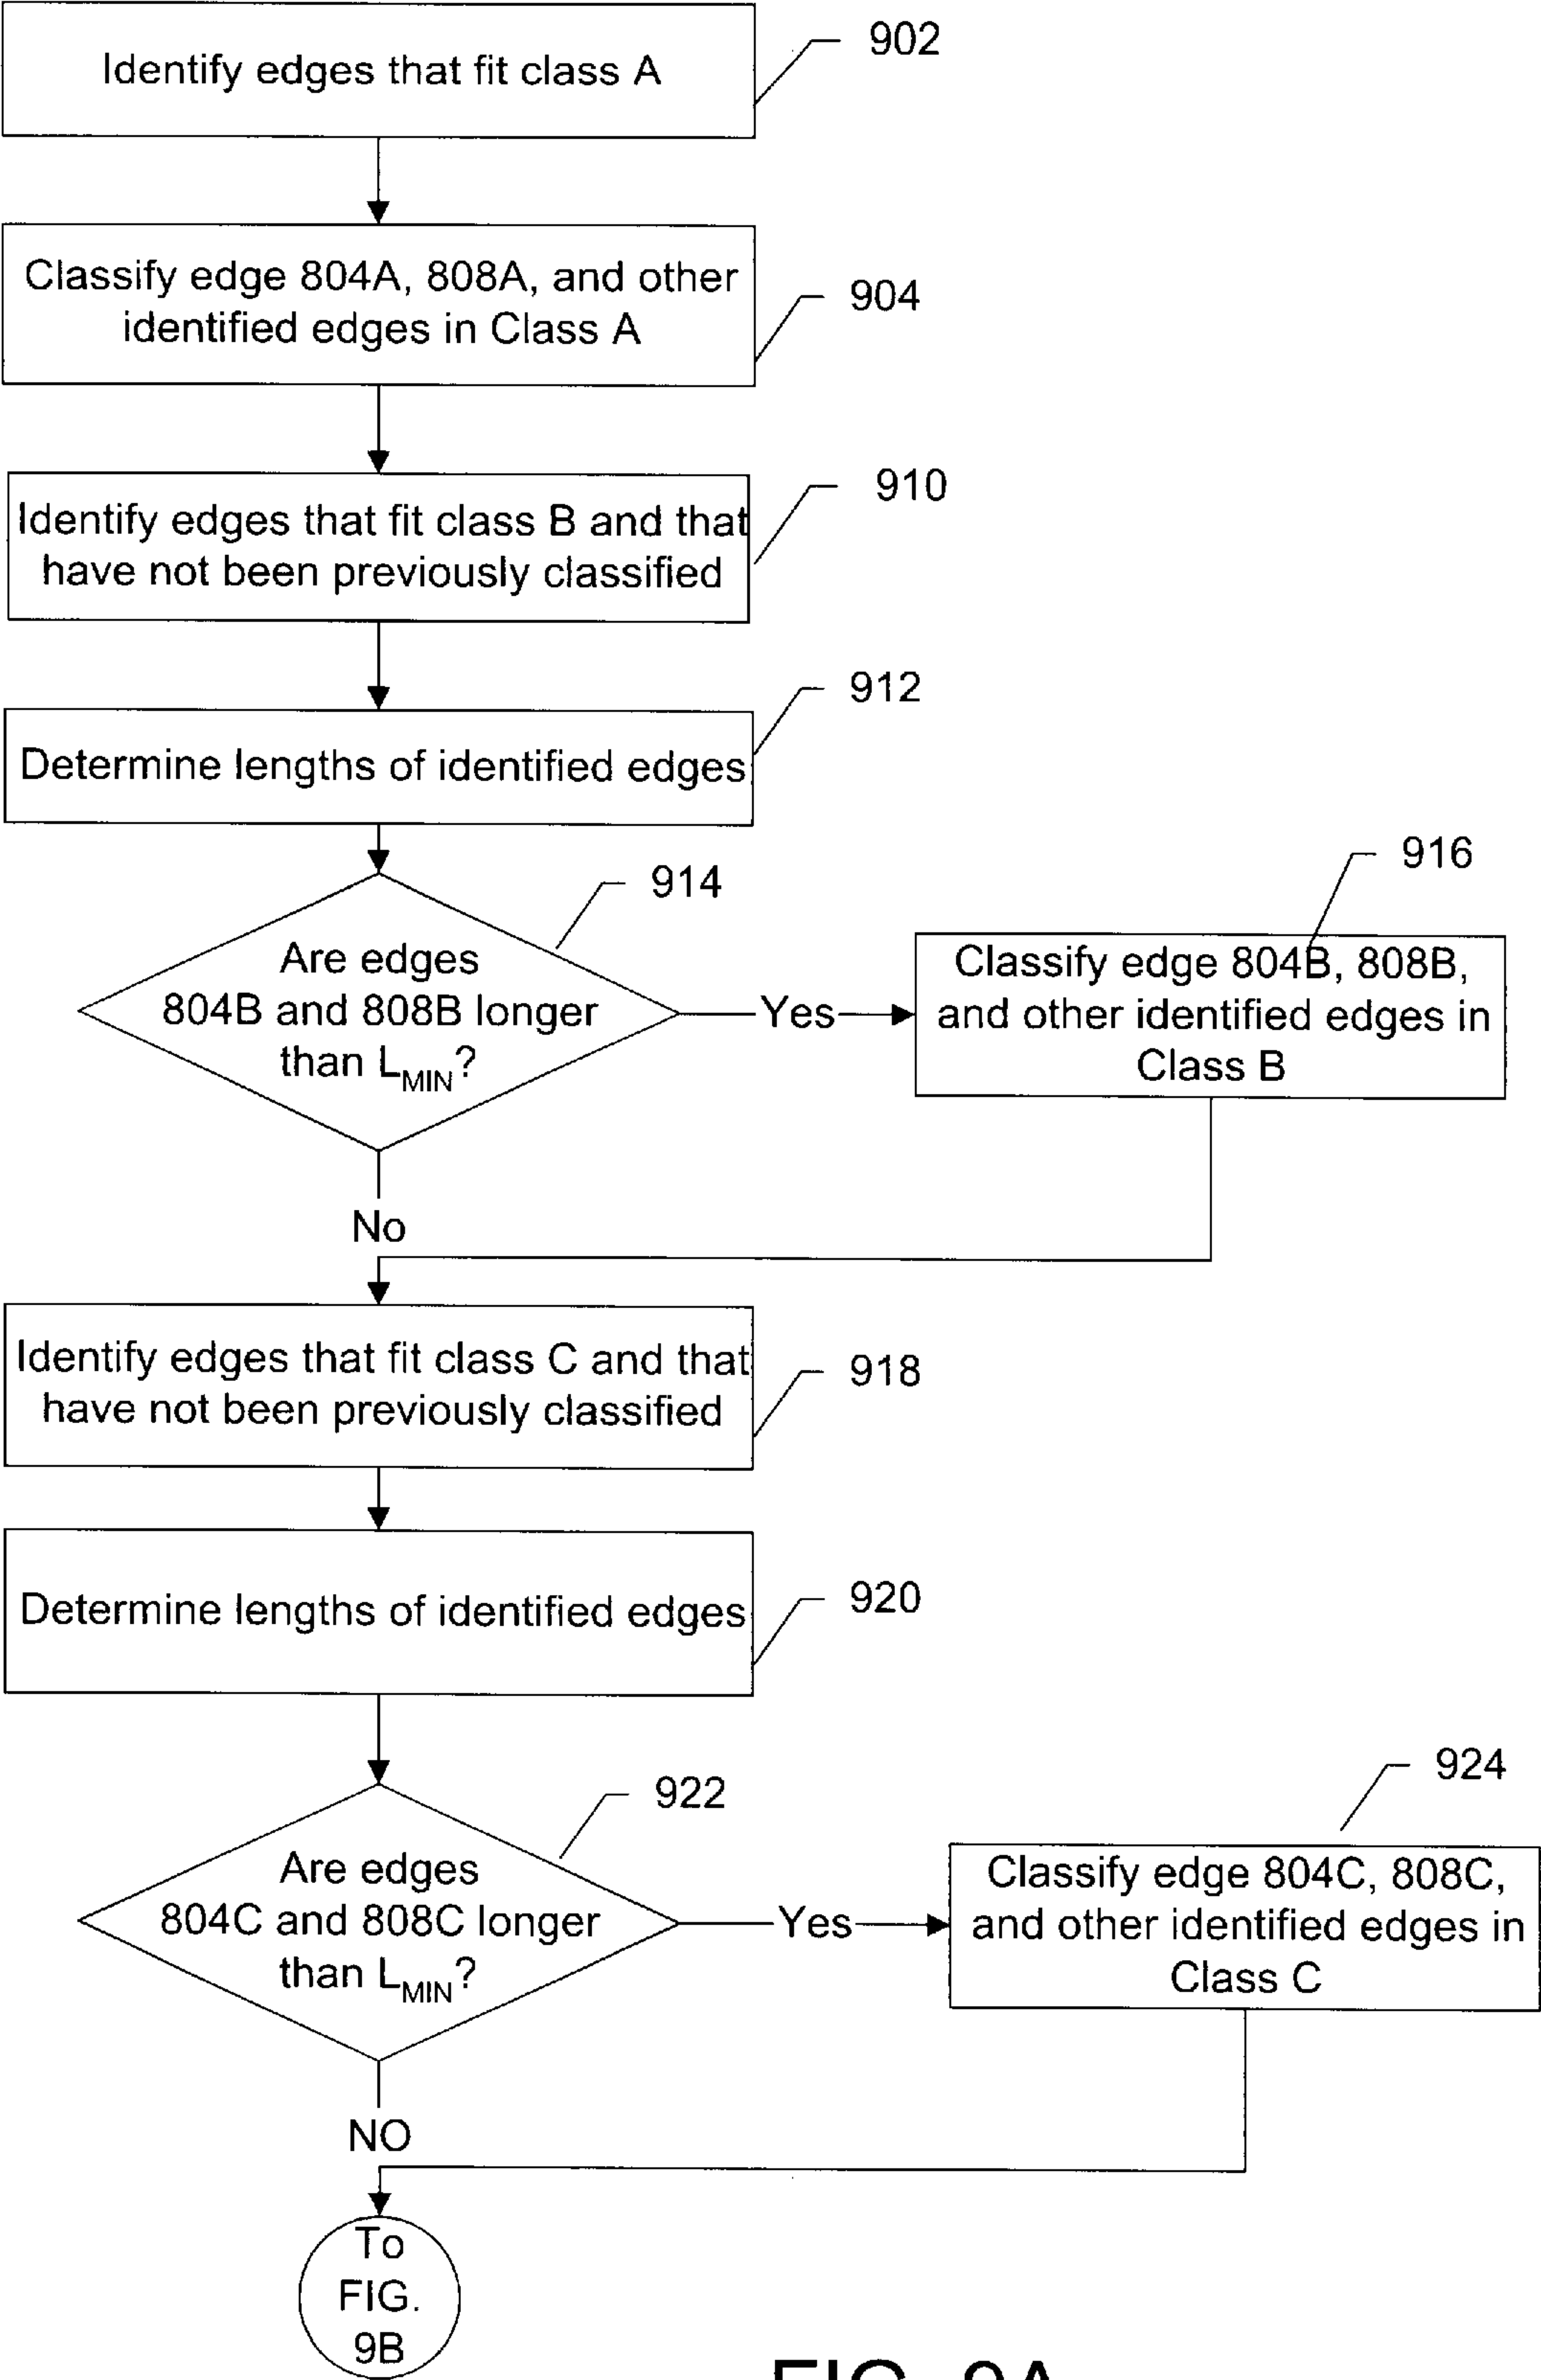 Identify edges that fit class A
902
Classify edge 804A, 808A, and other
identified edges in Class A
904
Identify edges that fit class B and that
have not been previously classified
910
Determine lengths of identified edges
912
Are edges
804B and 808B longer
than LMIN?
914
Yes
Classify edge 804B, 808B,
and other identified edges in
Class B
916
No
Identify edges that fit class C and that
have not been previously classified
918
Determine lengths of identified edges
920
Are edges
804C and 808C longer
than LMIN?
922
Yes
Classify edge 804C, 808C,
and other identified edges in
Class C
924
NO
To
FIG.
9B
FIG. 9A